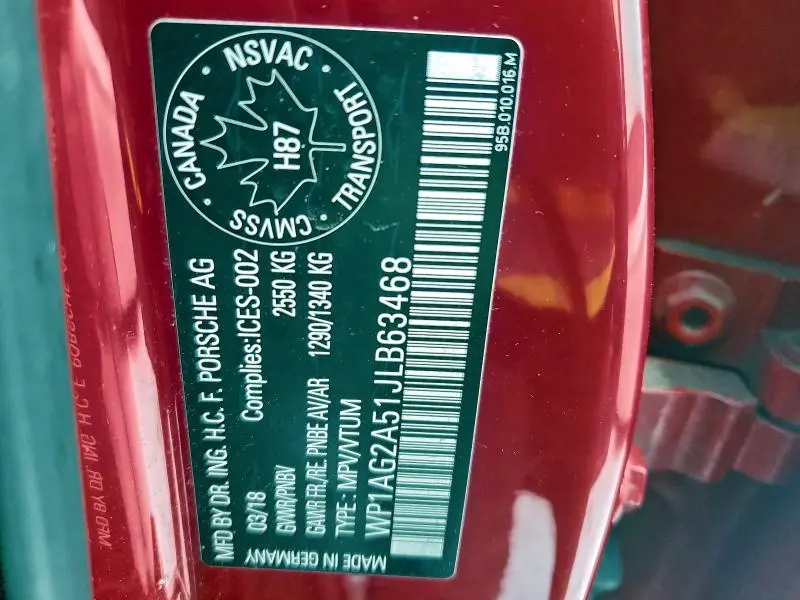 MFD BY DR. ING. H.C. F. PORSCHE AG
03/18 Complies:ICES-002
GVWR/PNBV 2550 KG
GAWR FR./RE. PNBE AV/AR 1290/1340 KG
TYPE : MPV/VTUM
WP1AG2A51JLB63468
MADE IN GERMANY
CANADA • NSVAC • TRANSPORT • CMVSS •
H87
95B.010.016.M